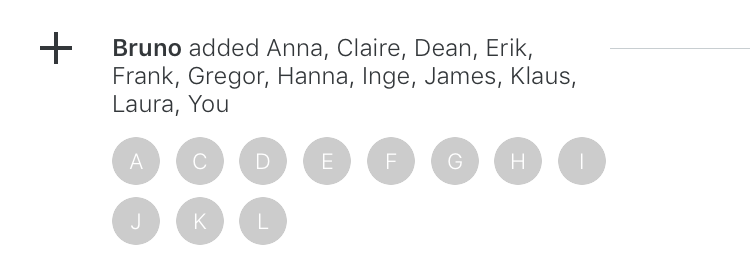 Bruno added Anna, Claire, Dean, Erik,
Frank, Gregor, Hanna, Inge, James, Klaus,
Laura, You
A C D E F G H I
J K L